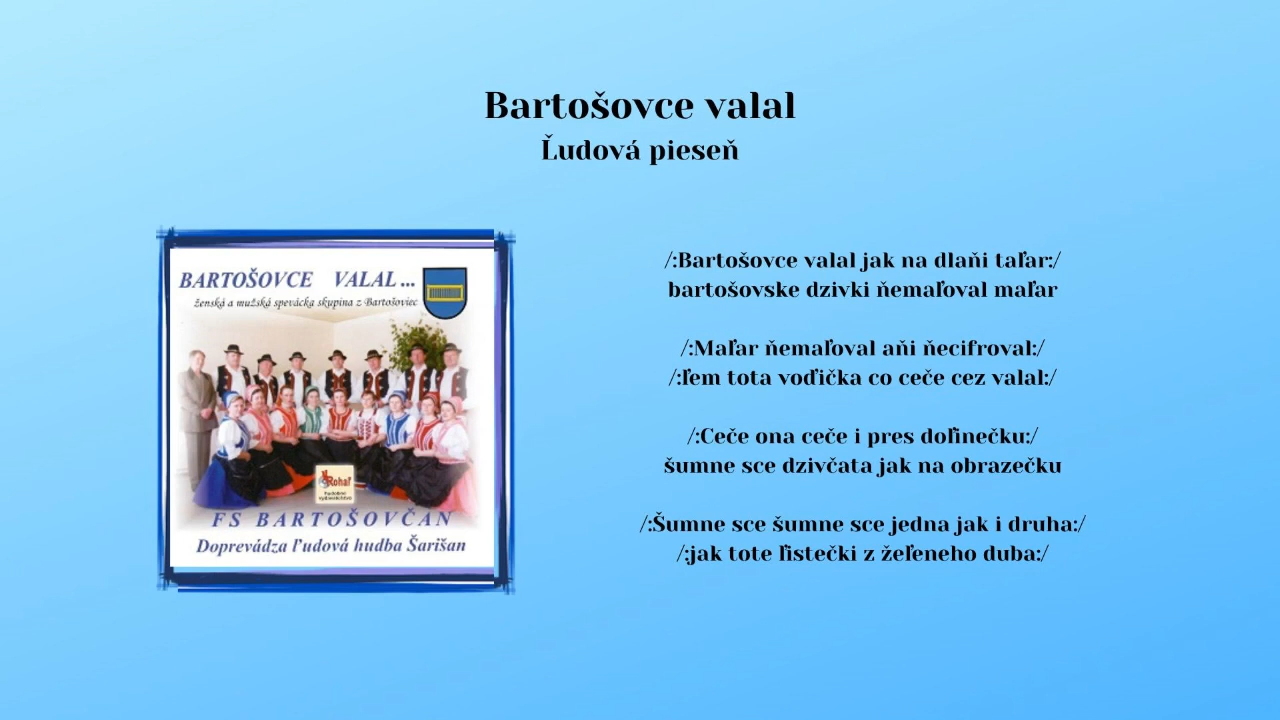 Bartošovce valal
Ľudová pieseň
BARTOŠOVCE VALAL...
ženská a mužská spevácka skupina z Bartošoviec
Rohaľ
hudobné
vydavateľstvo
FS BARTOŠOVČAN
Doprevádza ľudová hudba Šarišan
/:Bartošovce valal jak na dlaňi taľar:/
bartošovske dzivki ňemaľoval maľar
/:Maľar ňemaľoval aňi ňecifroval:/
/:ľem tota voďička co ceče cez valal:/
/:Ceče ona ceče i pres doľinečku:/
šumne sce dzivčata jak na obrazečku
/:Šumne sce šumne sce jedna jak i druha:/
/:jak tote ľistečki z žeľeneho duba:/